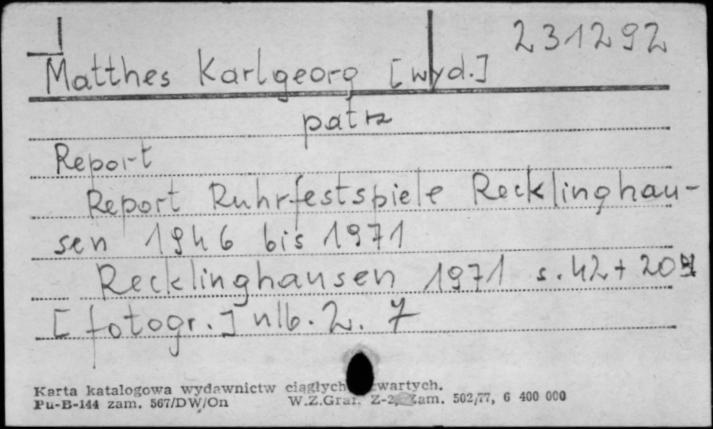 231292
Matthes Karlgeorg [wyd.]
patrz
Report
Report Ruhrfestspiele Recklinghau-
sen 1946 bis 1971
Recklinghausen 1971 s. 42 + 20
[fotogr.] nlb. 2. 7
Karta katalogowa wydawnictw ciągłych zwartych.
Pu-B-144 zam. 567/DW/On W.Z.Graf. Z-2, Zam. 502/77, 6 400 000